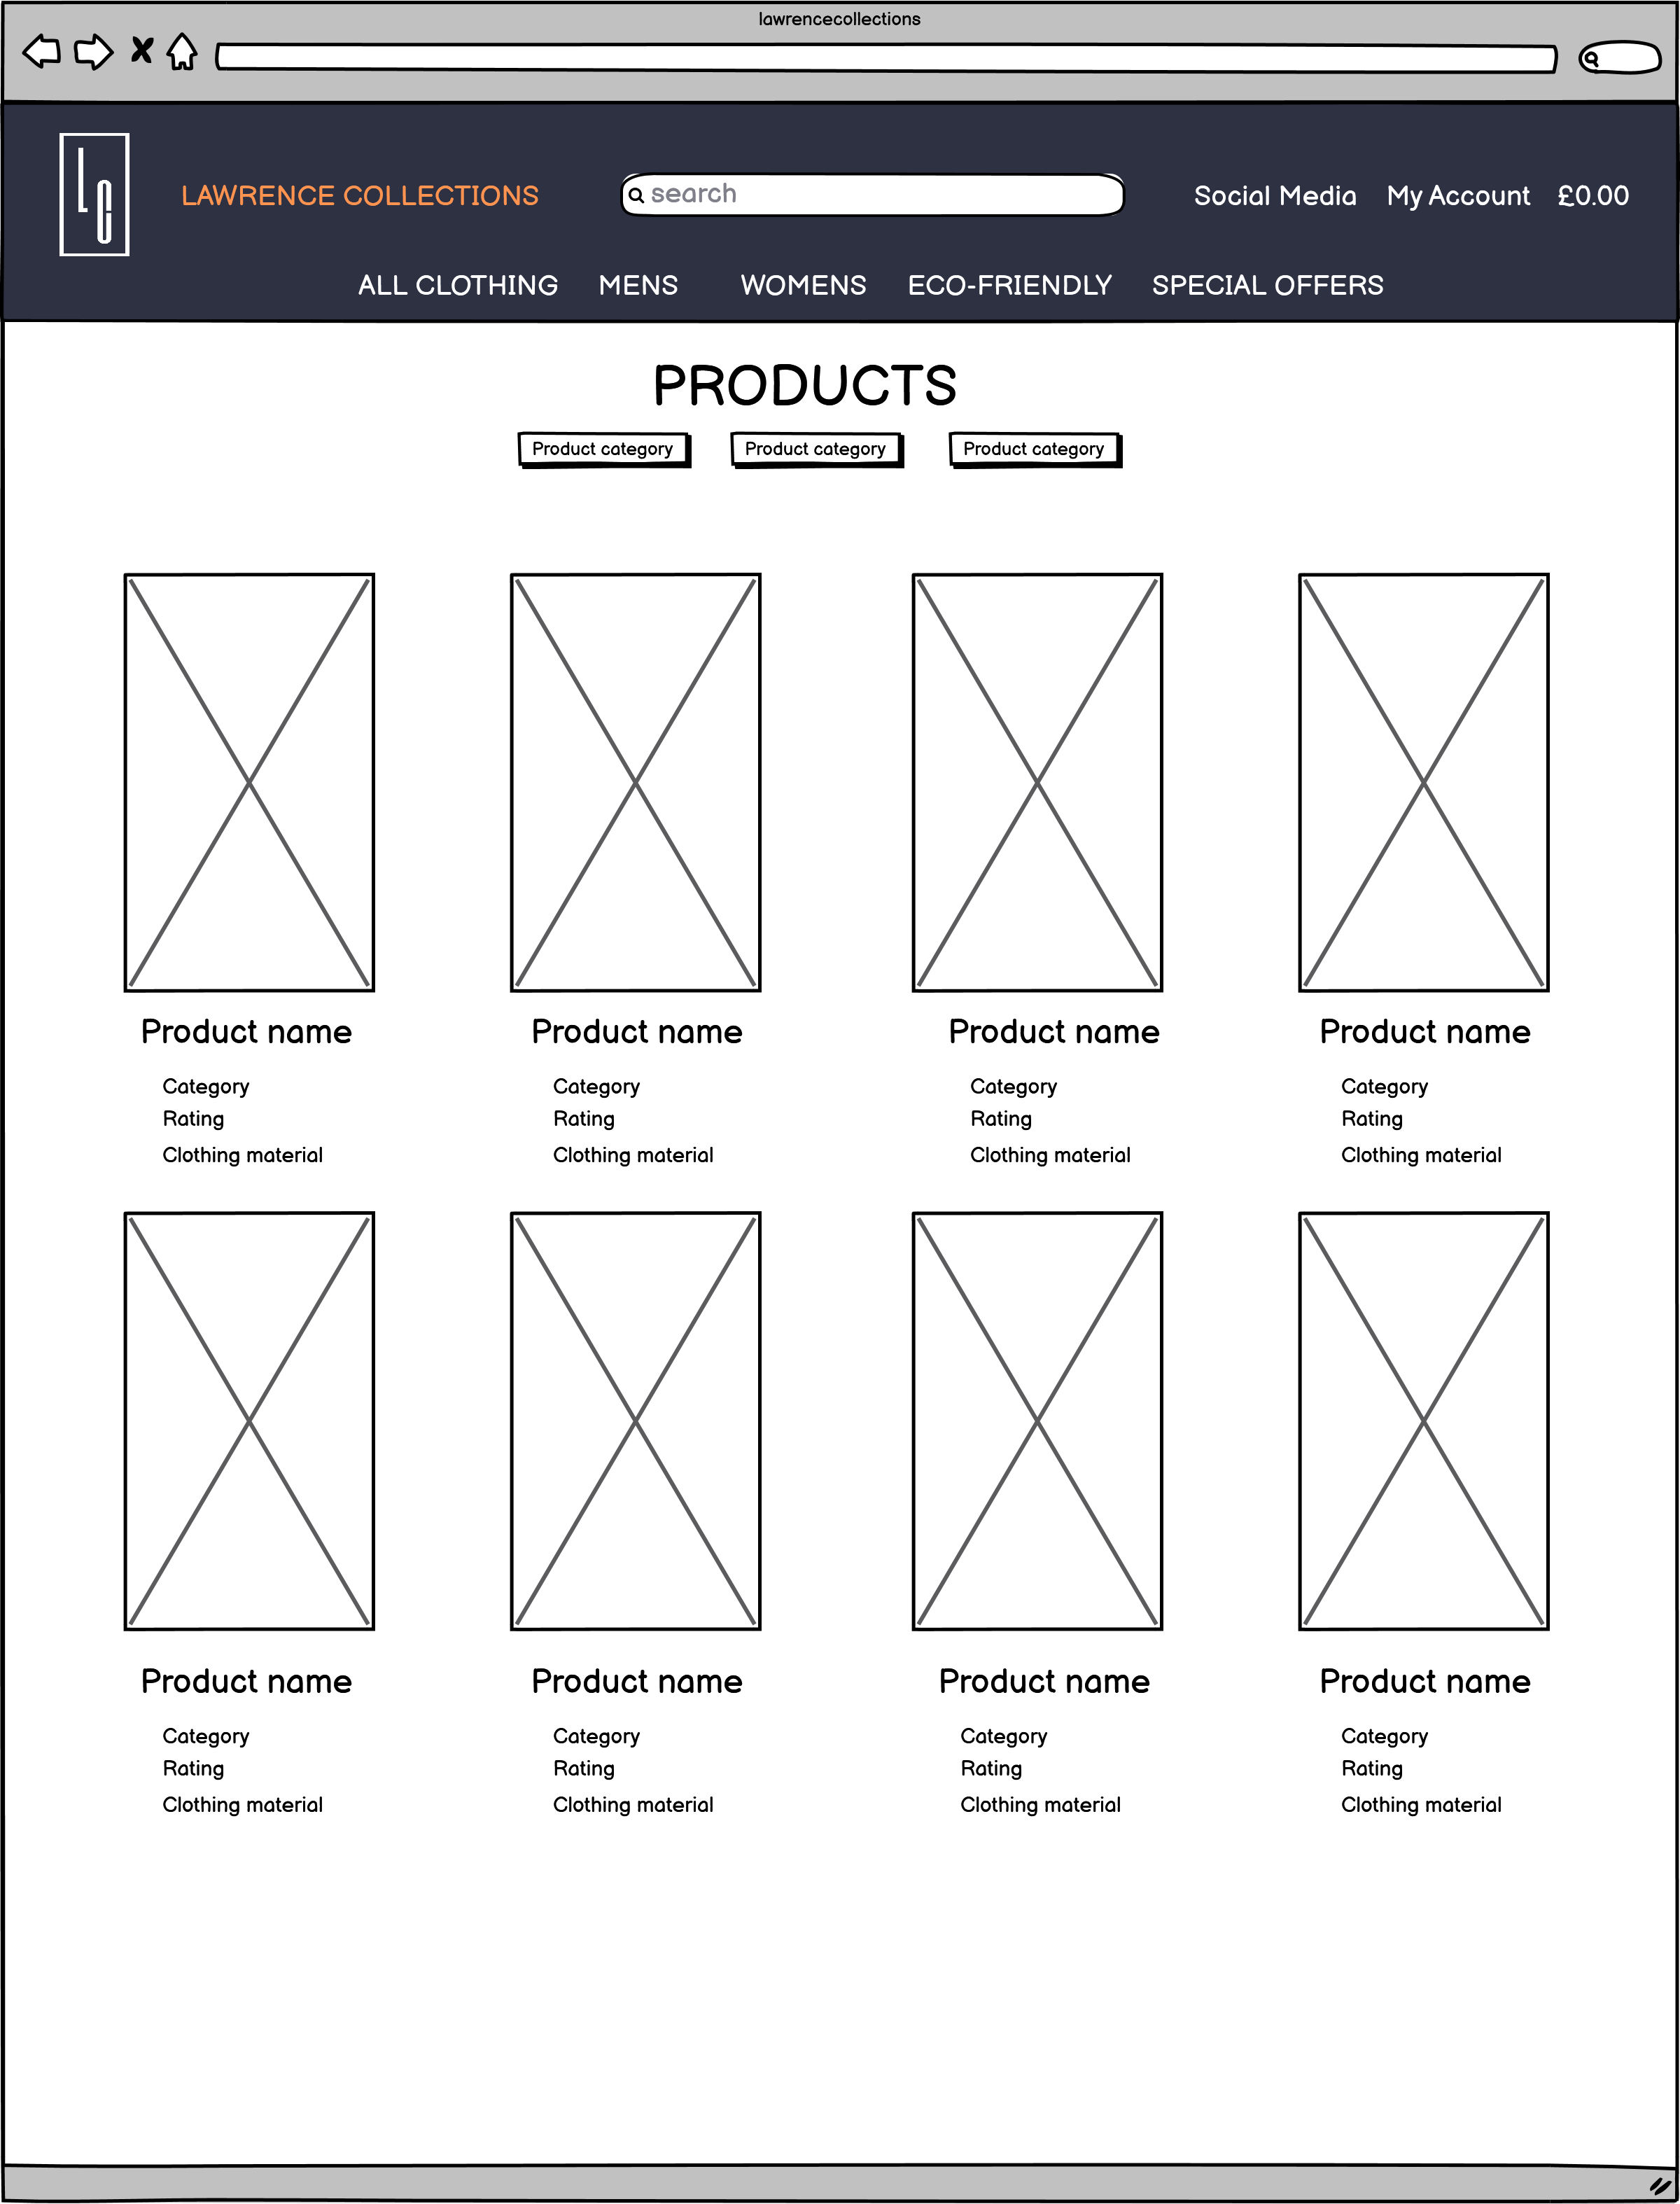 lawrencecollections
LC
LAWRENCE COLLECTIONS
search
Social Media My Account £0.00
ALL CLOTHING MENS WOMENS ECO-FRIENDLY SPECIAL OFFERS
PRODUCTS
Product category Product category Product category
Product name Product name Product name Product name
Category Category Category Category
Rating Rating Rating Rating
Clothing material Clothing material Clothing material Clothing material
Product name Product name Product name Product name
Category Category Category Category
Rating Rating Rating Rating
Clothing material Clothing material Clothing material Clothing material